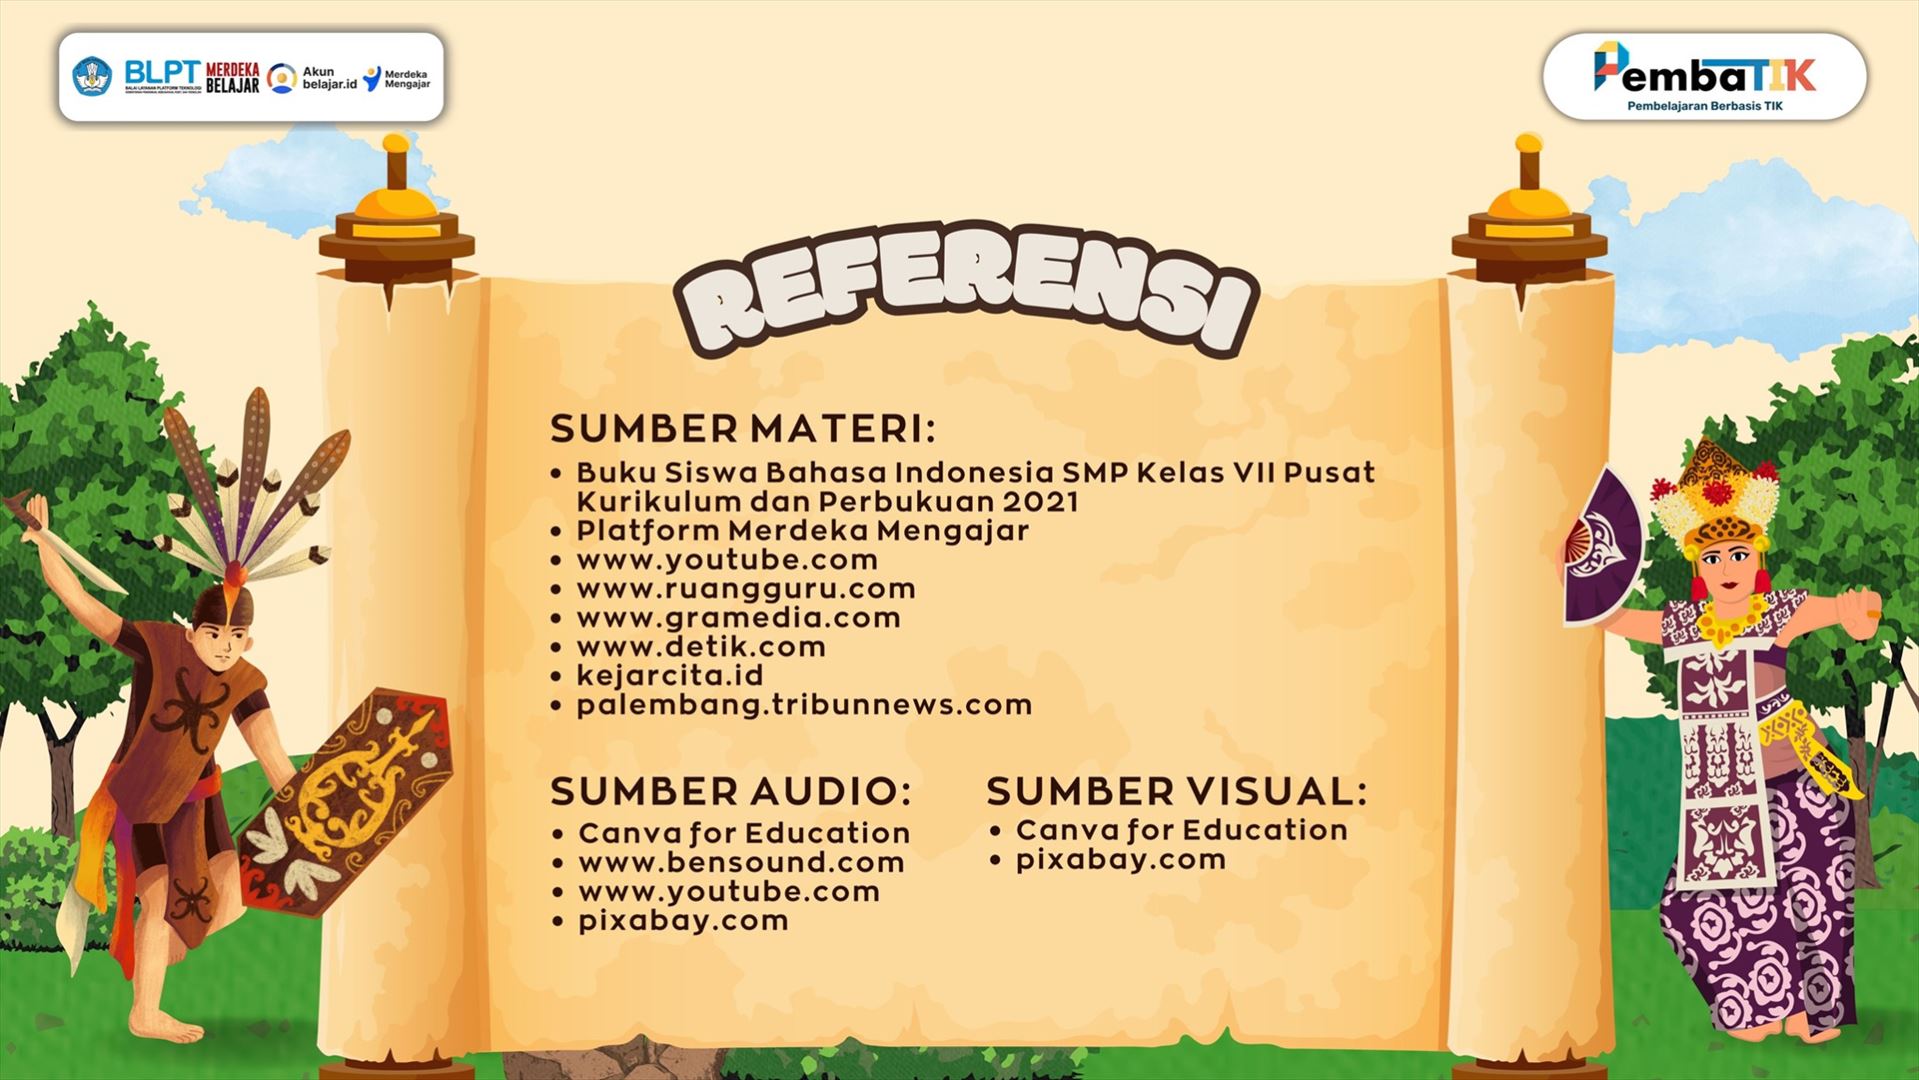 BLPT
BALAI LAYANAN PLATFORM TEKNOLOGI
MERDEKA
BELAJAR
Akun
belajar.id
Merdeka
Mengajar
PembaTIK
Pembelajaran Berbasis TIK
REFERENSI
SUMBER MATERI:
• Buku Siswa Bahasa Indonesia SMP Kelas VII Pusat
Kurikulum dan Perbukuan 2021
• Platform Merdeka Mengajar
• www.youtube.com
• www.ruangguru.com
• www.gramedia.com
• www.detik.com
• kejarcita.id
• palembang.tribunnews.com
SUMBER AUDIO:
• Canva for Education
• www.bensound.com
• www.youtube.com
• pixabay.com
SUMBER VISUAL:
• Canva for Education
• pixabay.com